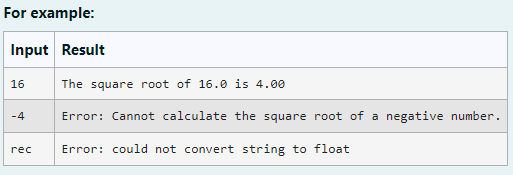 For example:
Input Result
16 The square root of 16.0 is 4.00
-4 Error: Cannot calculate the square root of a negative number.
rec Error: could not convert string to float